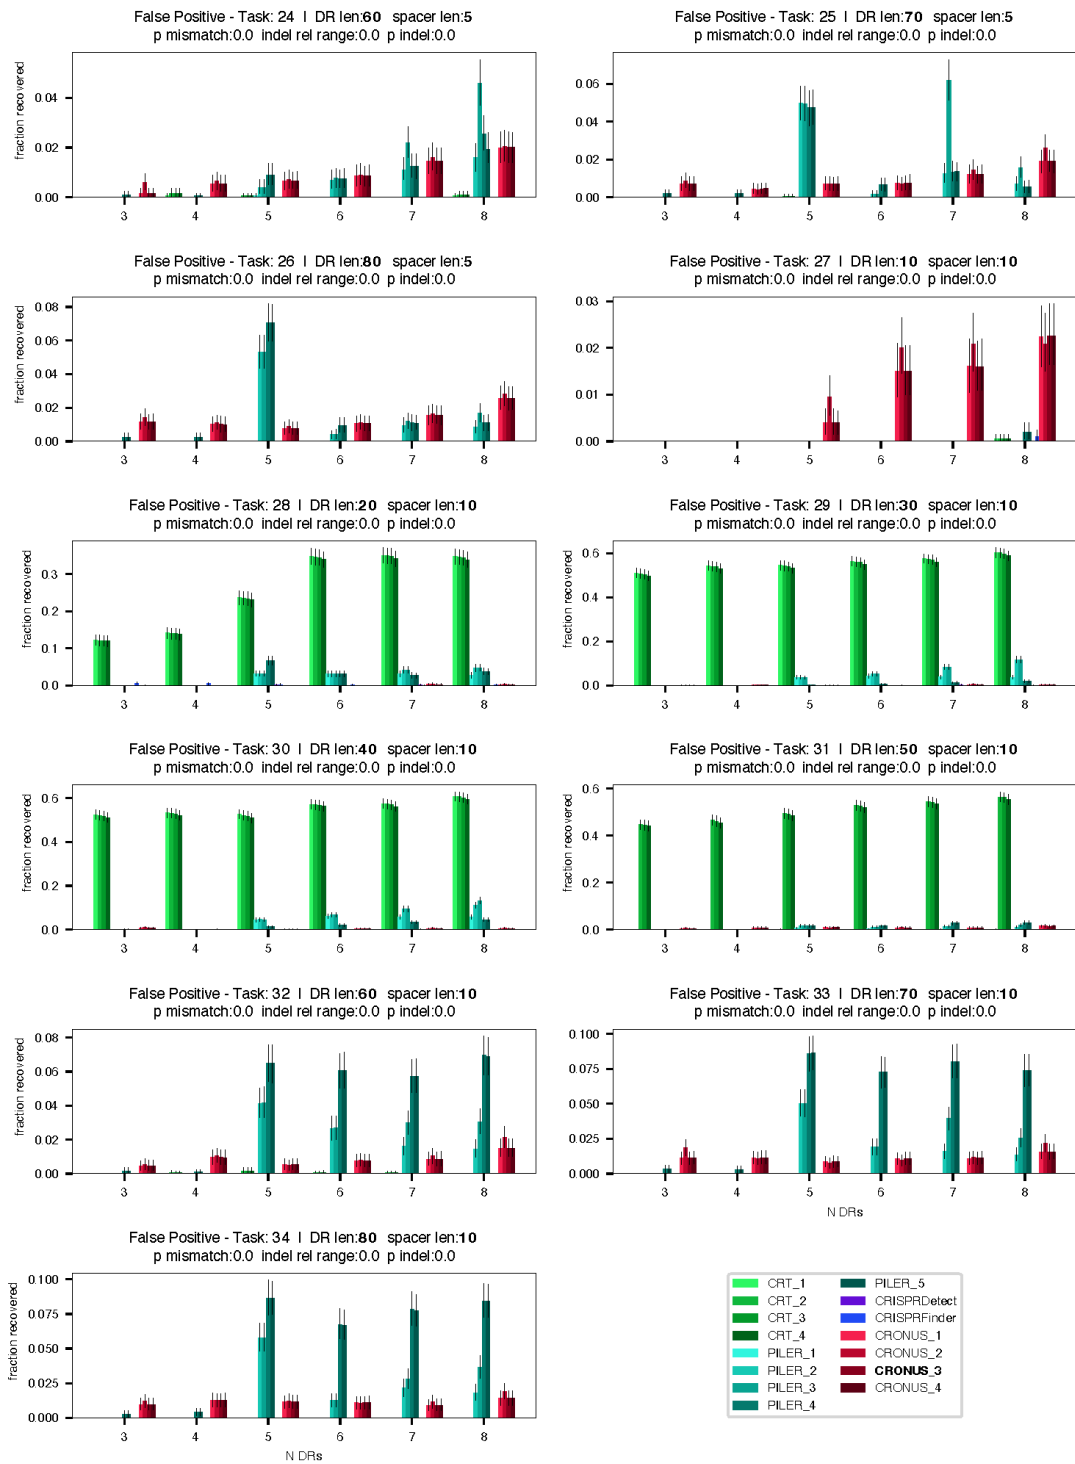 False Positive - Task: 24 | DR len:60 spacer len:5
p mismatch:0.0 indel rel range:0.0 p indel:0.0
fraction recovered
0.04
0.02
0.00
3 4 5 6 7 8
False Positive - Task: 25 | DR len:70 spacer len:5
p mismatch:0.0 indel rel range:0.0 p indel:0.0
0.06
0.04
0.02
0.00
3 4 5 6 7 8
False Positive - Task: 26 | DR len:80 spacer len:5
p mismatch:0.0 indel rel range:0.0 p indel:0.0
fraction recovered
0.08
0.06
0.04
0.02
0.00
3 4 5 6 7 8
False Positive - Task: 27 | DR len:10 spacer len:10
p mismatch:0.0 indel rel range:0.0 p indel:0.0
fraction recovered
0.03
0.02
0.01
0.00
3 4 5 6 7 8
False Positive - Task: 28 | DR len:20 spacer len:10
p mismatch:0.0 indel rel range:0.0 p indel:0.0
fraction recovered
0.3
0.2
0.1
0.0
3 4 5 6 7 8
False Positive - Task: 29 | DR len:30 spacer len:10
p mismatch:0.0 indel rel range:0.0 p indel:0.0
fraction recovered
0.6
0.4
0.2
0.0
3 4 5 6 7 8
False Positive - Task: 30 | DR len:40 spacer len:10
p mismatch:0.0 indel rel range:0.0 p indel:0.0
fraction recovered
0.6
0.4
0.2
0.0
3 4 5 6 7 8
False Positive - Task: 31 | DR len:50 spacer len:10
p mismatch:0.0 indel rel range:0.0 p indel:0.0
fraction recovered
0.6
0.4
0.2
0.0
3 4 5 6 7 8
False Positive - Task: 32 | DR len:60 spacer len:10
p mismatch:0.0 indel rel range:0.0 p indel:0.0
fraction recovered
0.08
0.06
0.04
0.02
0.00
3 4 5 6 7 8
False Positive - Task: 33 | DR len:70 spacer len:10
p mismatch:0.0 indel rel range:0.0 p indel:0.0
0.100
0.075
0.050
0.025
0.000
3 4 5 6 7 8
N DRs
False Positive - Task: 34 | DR len:80 spacer len:10
p mismatch:0.0 indel rel range:0.0 p indel:0.0
fraction recovered
0.100
0.075
0.050
0.025
0.000
3 4 5 6 7 8
N DRs
CRT_1
CRT_2
CRT_3
CRT_4
PILER_1
PILER_2
PILER_3
PILER_4
PILER_5
CRISPRDetect
CRISPRFinder
CRONUS_1
CRONUS_2
CRONUS_3
CRONUS_4